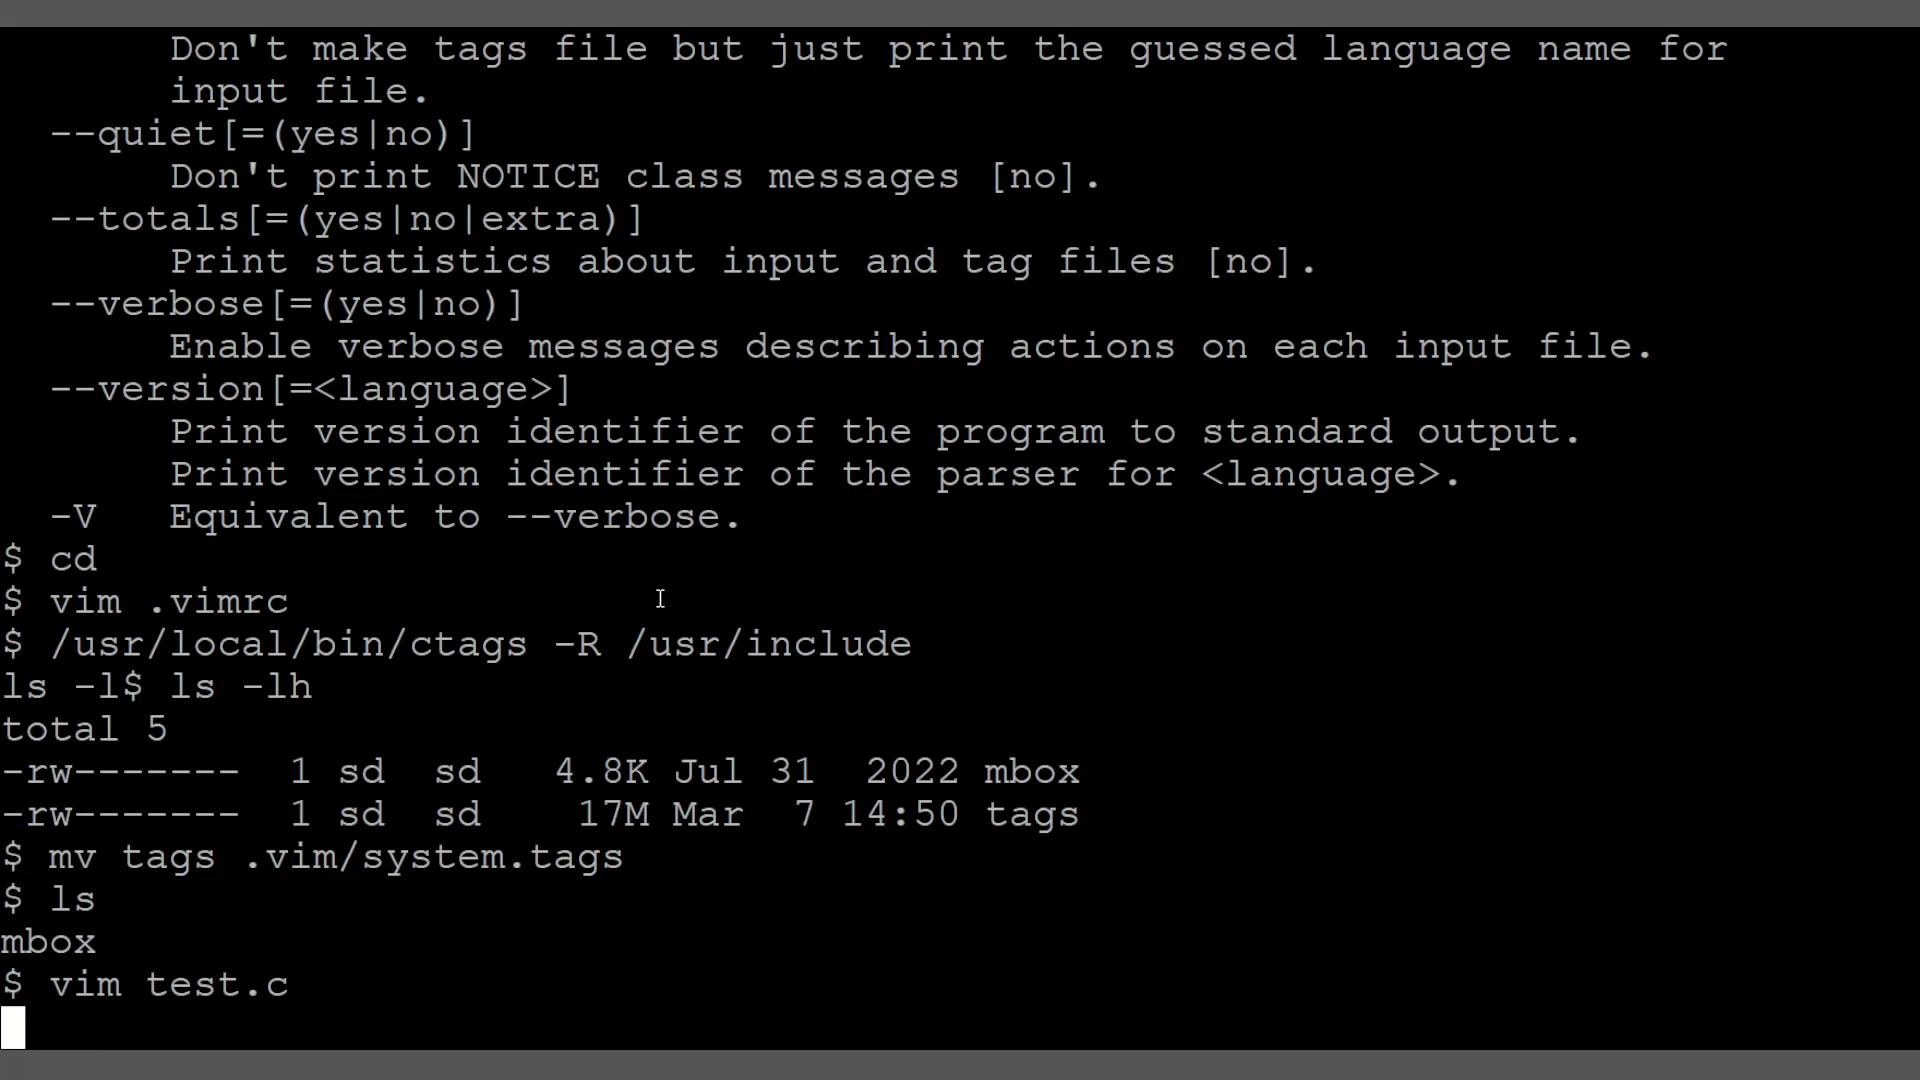 Don't make tags file but just print the guessed language name for
input file.
--quiet[=(yes|no)]
Don't print NOTICE class messages [no].
--totals[=(yes|no|extra)]
Print statistics about input and tag files [no].
--verbose[=(yes|no)]
Enable verbose messages describing actions on each input file.
--version[=<language>]
Print version identifier of the program to standard output.
Print version identifier of the parser for <language>.
-V   Equivalent to --verbose.
$ cd
$ vim .vimrc
$ /usr/local/bin/ctags -R /usr/include
ls -l$ ls -lh
total 5
-rw-------  1 sd  sd   4.8K Jul 31  2022 mbox
-rw-------  1 sd  sd    17M Mar  7 14:50 tags
$ mv tags .vim/system.tags
$ ls
mbox
$ vim test.c